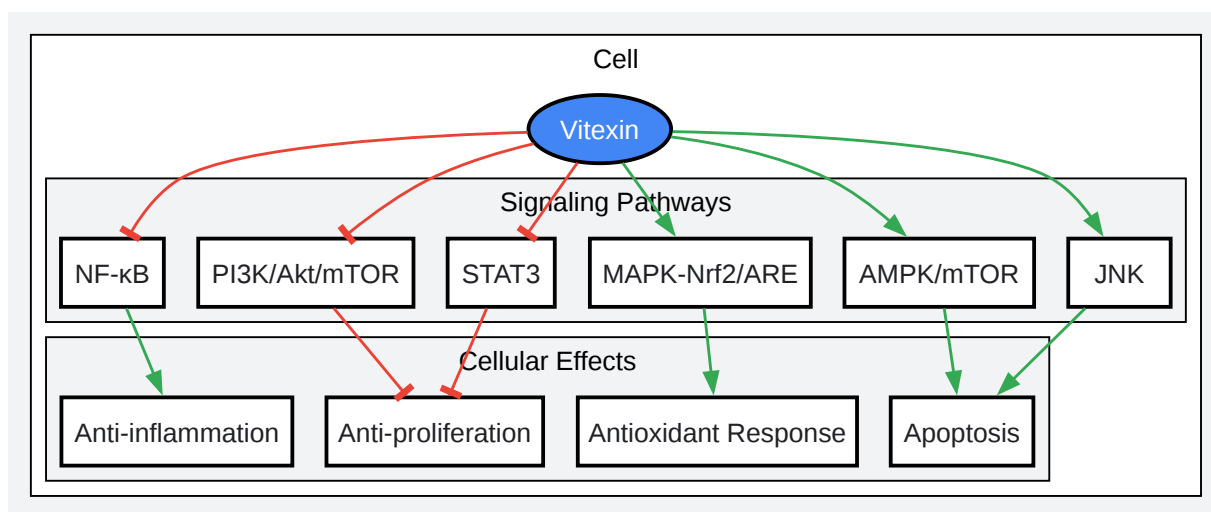 Cell
Vitexin
Signaling Pathways
NF-κB
PI3K/Akt/mTOR
STAT3
MAPK-Nrf2/ARE
AMPK/mTOR
JNK
Cellular Effects
Anti-inflammation
Anti-proliferation
Antioxidant Response
Apoptosis